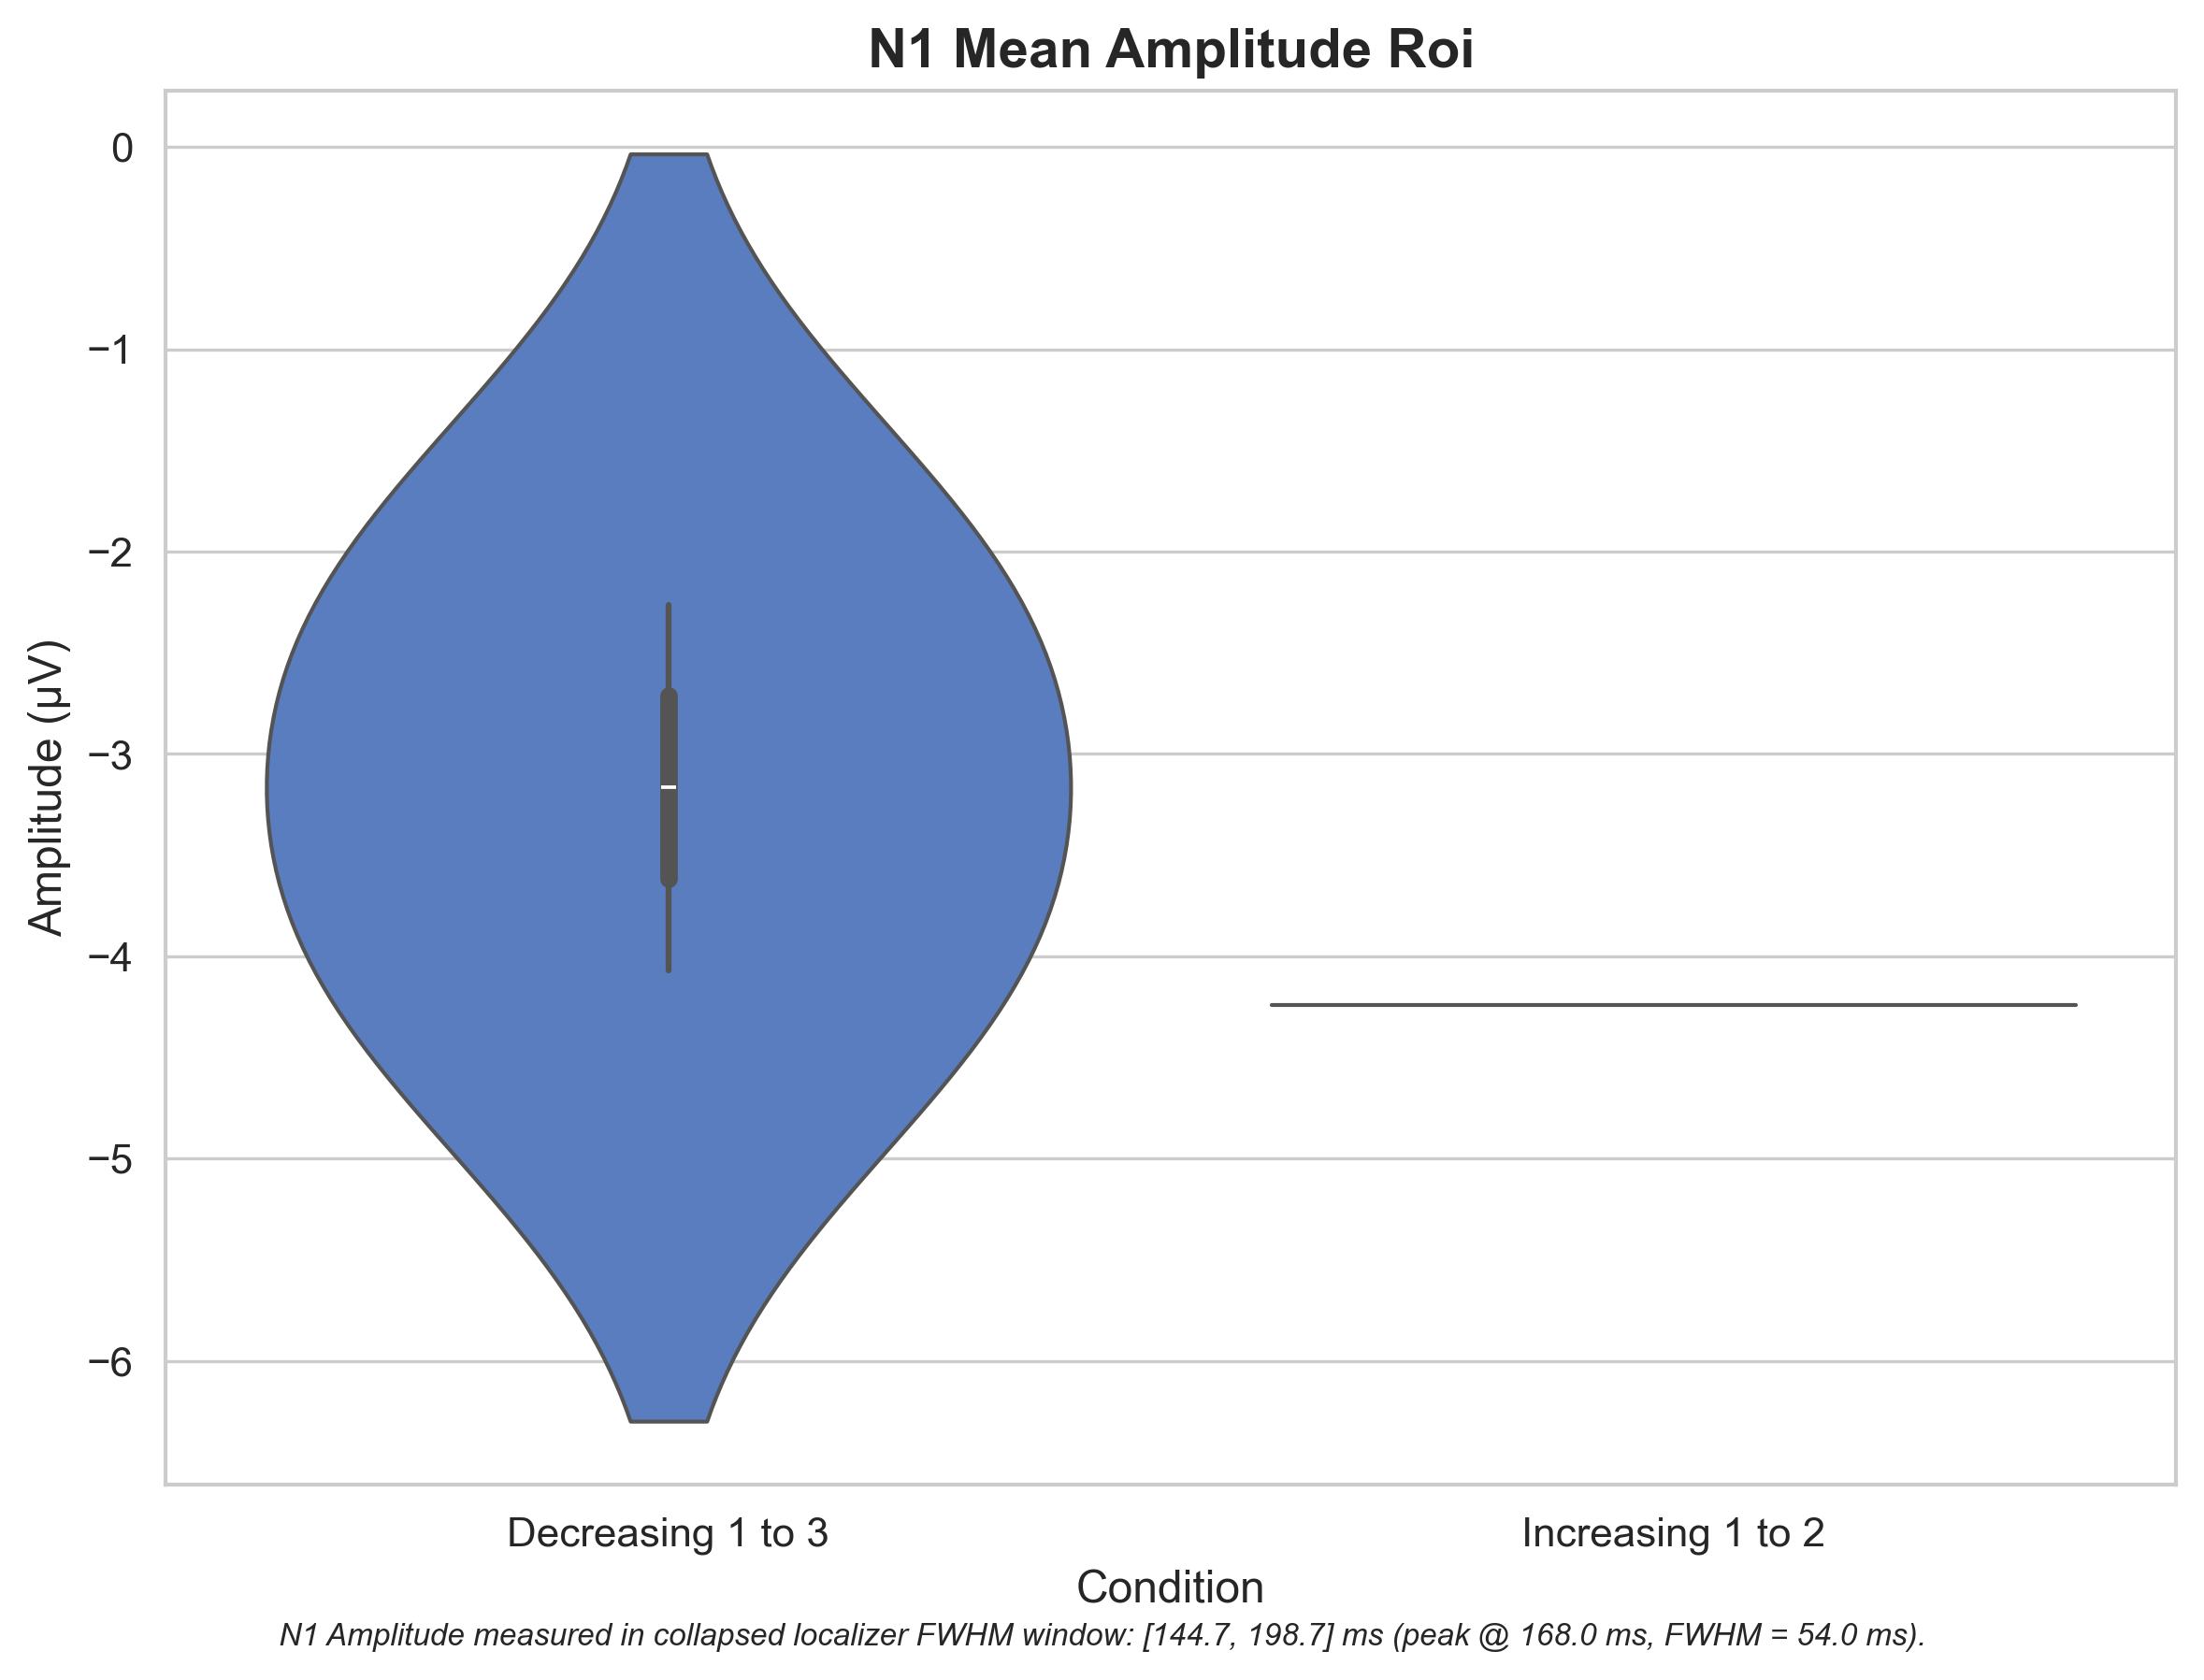 N1 Mean Amplitude Roi
Amplitude (µV)
0
−1
−2
−3
−4
−5
−6
Decreasing 1 to 3
Increasing 1 to 2
Condition
N1 Amplitude measured in collapsed localizer FWHM window: [144.7, 198.7] ms (peak @ 168.0 ms, FWHM = 54.0 ms).